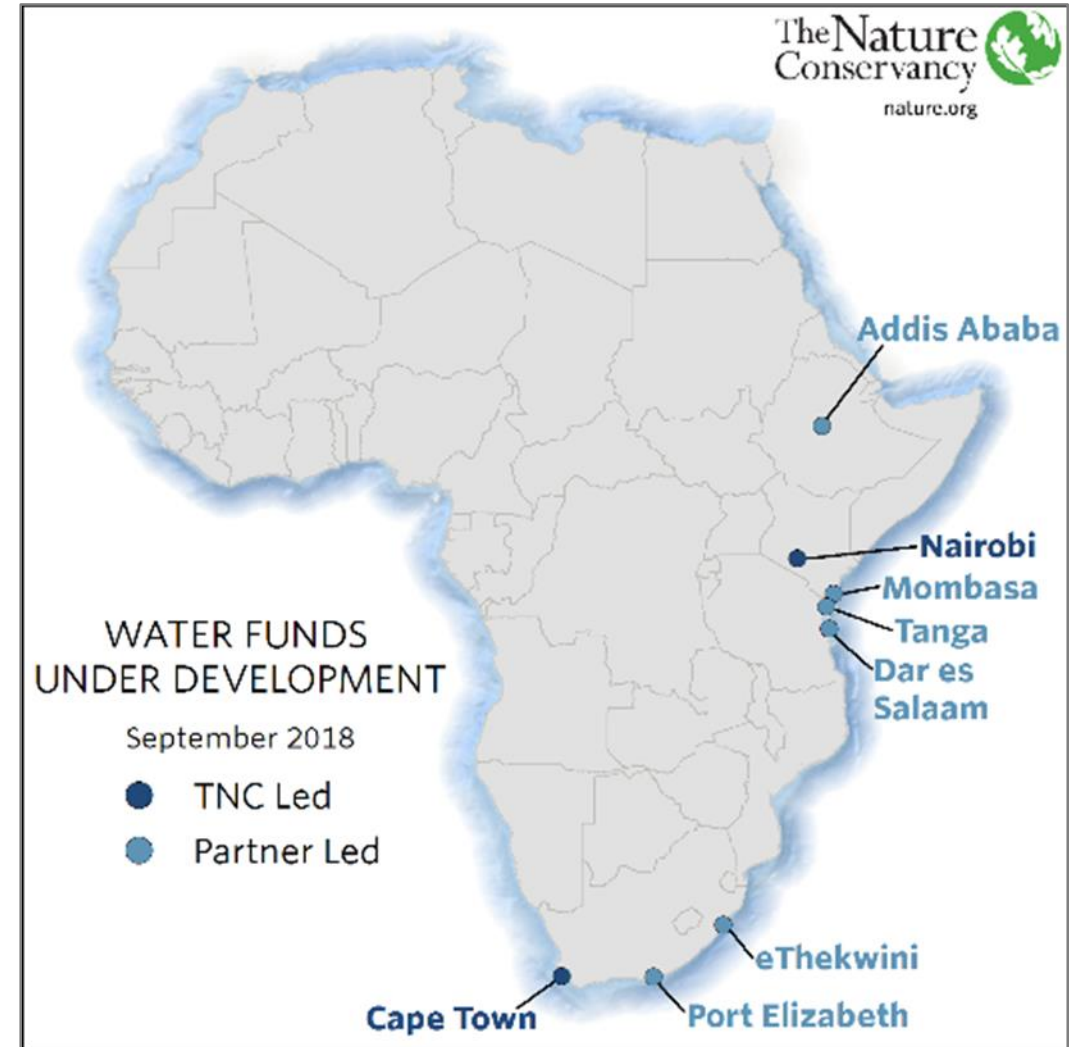 The Nature
Conservancy
nature.org
Addis Ababa
Nairobi
Mombasa
Tanga
Dar es
Salaam
WATER FUNDS
UNDER DEVELOPMENT
September 2018
TNC Led
Partner Led
eThekwini
Port Elizabeth
Cape Town